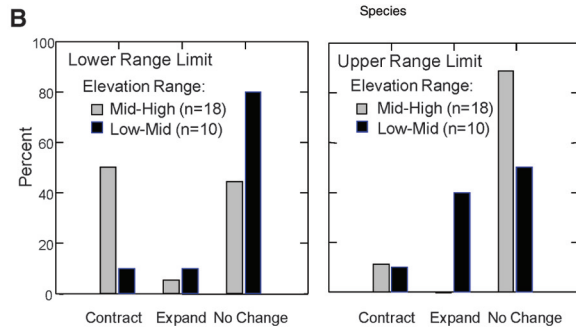 Species
B
Lower Range Limit
Elevation Range:
Mid-High (n=18)
Low-Mid (n=10)
Percent
100
80
60
40
20
0
Contract Expand No Change
Upper Range Limit
Elevation Range:
Mid-High (n=18)
Low-Mid (n=10)
Contract Expand No Change